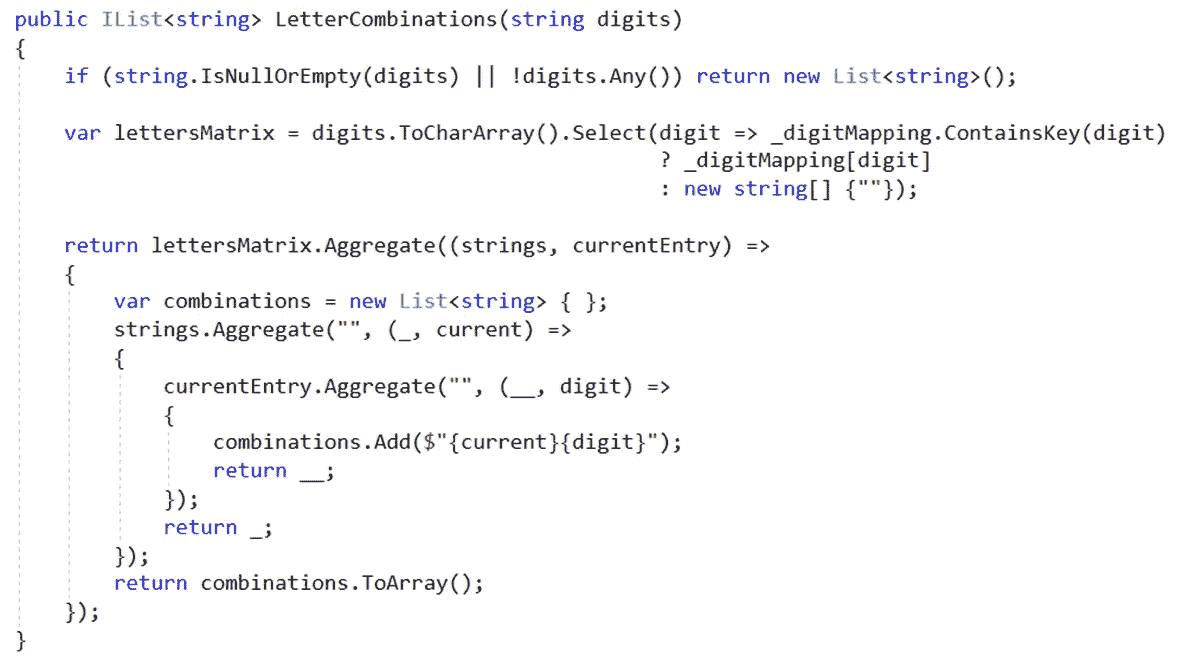 public IList<string> LetterCombinations(string digits)
{
    if (string.IsNullOrEmpty(digits) || !digits.Any()) return new List<string>();
    var lettersMatrix = digits.ToCharArray().Select(digit => _digitMapping.ContainsKey(digit)
                                                    ? _digitMapping[digit]
                                                    : new string[] {""});
    return lettersMatrix.Aggregate((strings, currentEntry) =>
    {
        var combinations = new List<string> { };
        strings.Aggregate("", (_, current) =>
        {
            currentEntry.Aggregate("", (__, digit) =>
            {
                combinations.Add($"{current}{digit}");
                return __;
            });
            return _;
        });
        return combinations.ToArray();
    });
}